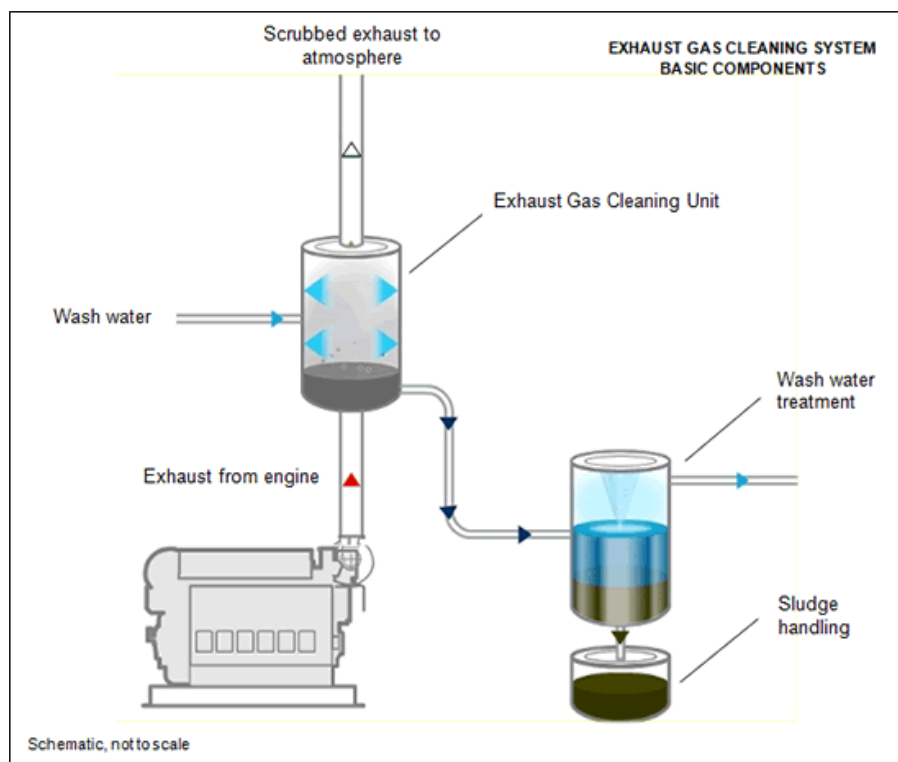 Scrubbed exhaust to
atmosphere
EXHAUST GAS CLEANING SYSTEM
BASIC COMPONENTS
Exhaust Gas Cleaning Unit
Wash water
Wash water
treatment
Exhaust from engine
Sludge
handling
Schematic, not to scale